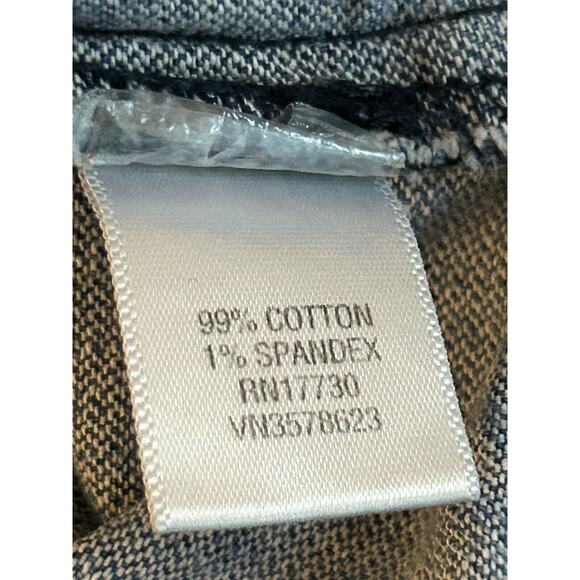 99% COTTON
1% SPANDEX
RN17730
VN3578623